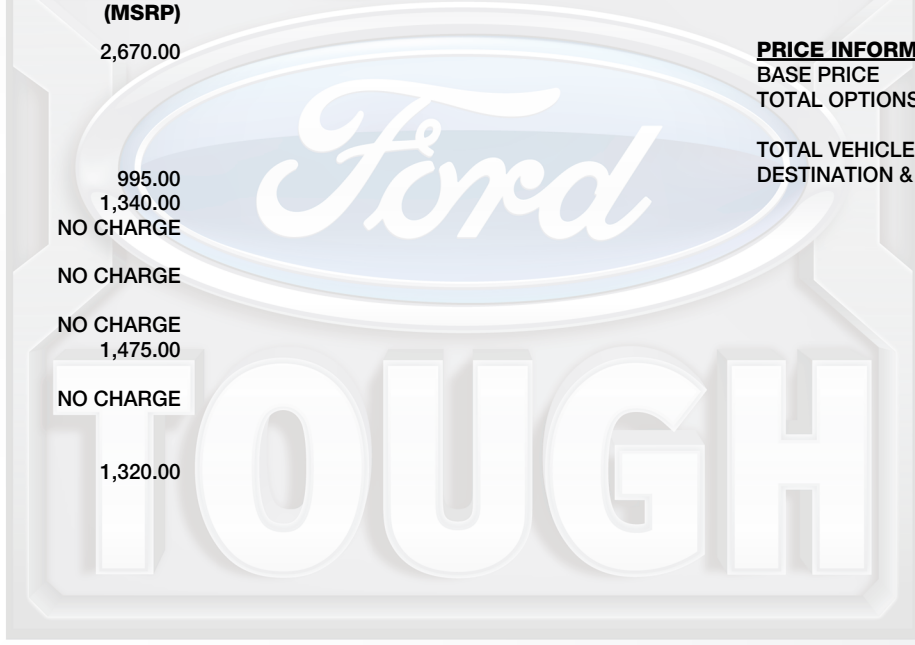 (MSRP)
2,670.00
995.00
1,340.00
NO CHARGE
NO CHARGE
NO CHARGE
1,475.00
NO CHARGE
1,320.00
PRICE INFORM
BASE PRICE
TOTAL OPTIONS
TOTAL VEHICLE
DESTINATION &
Ford
TOUGH